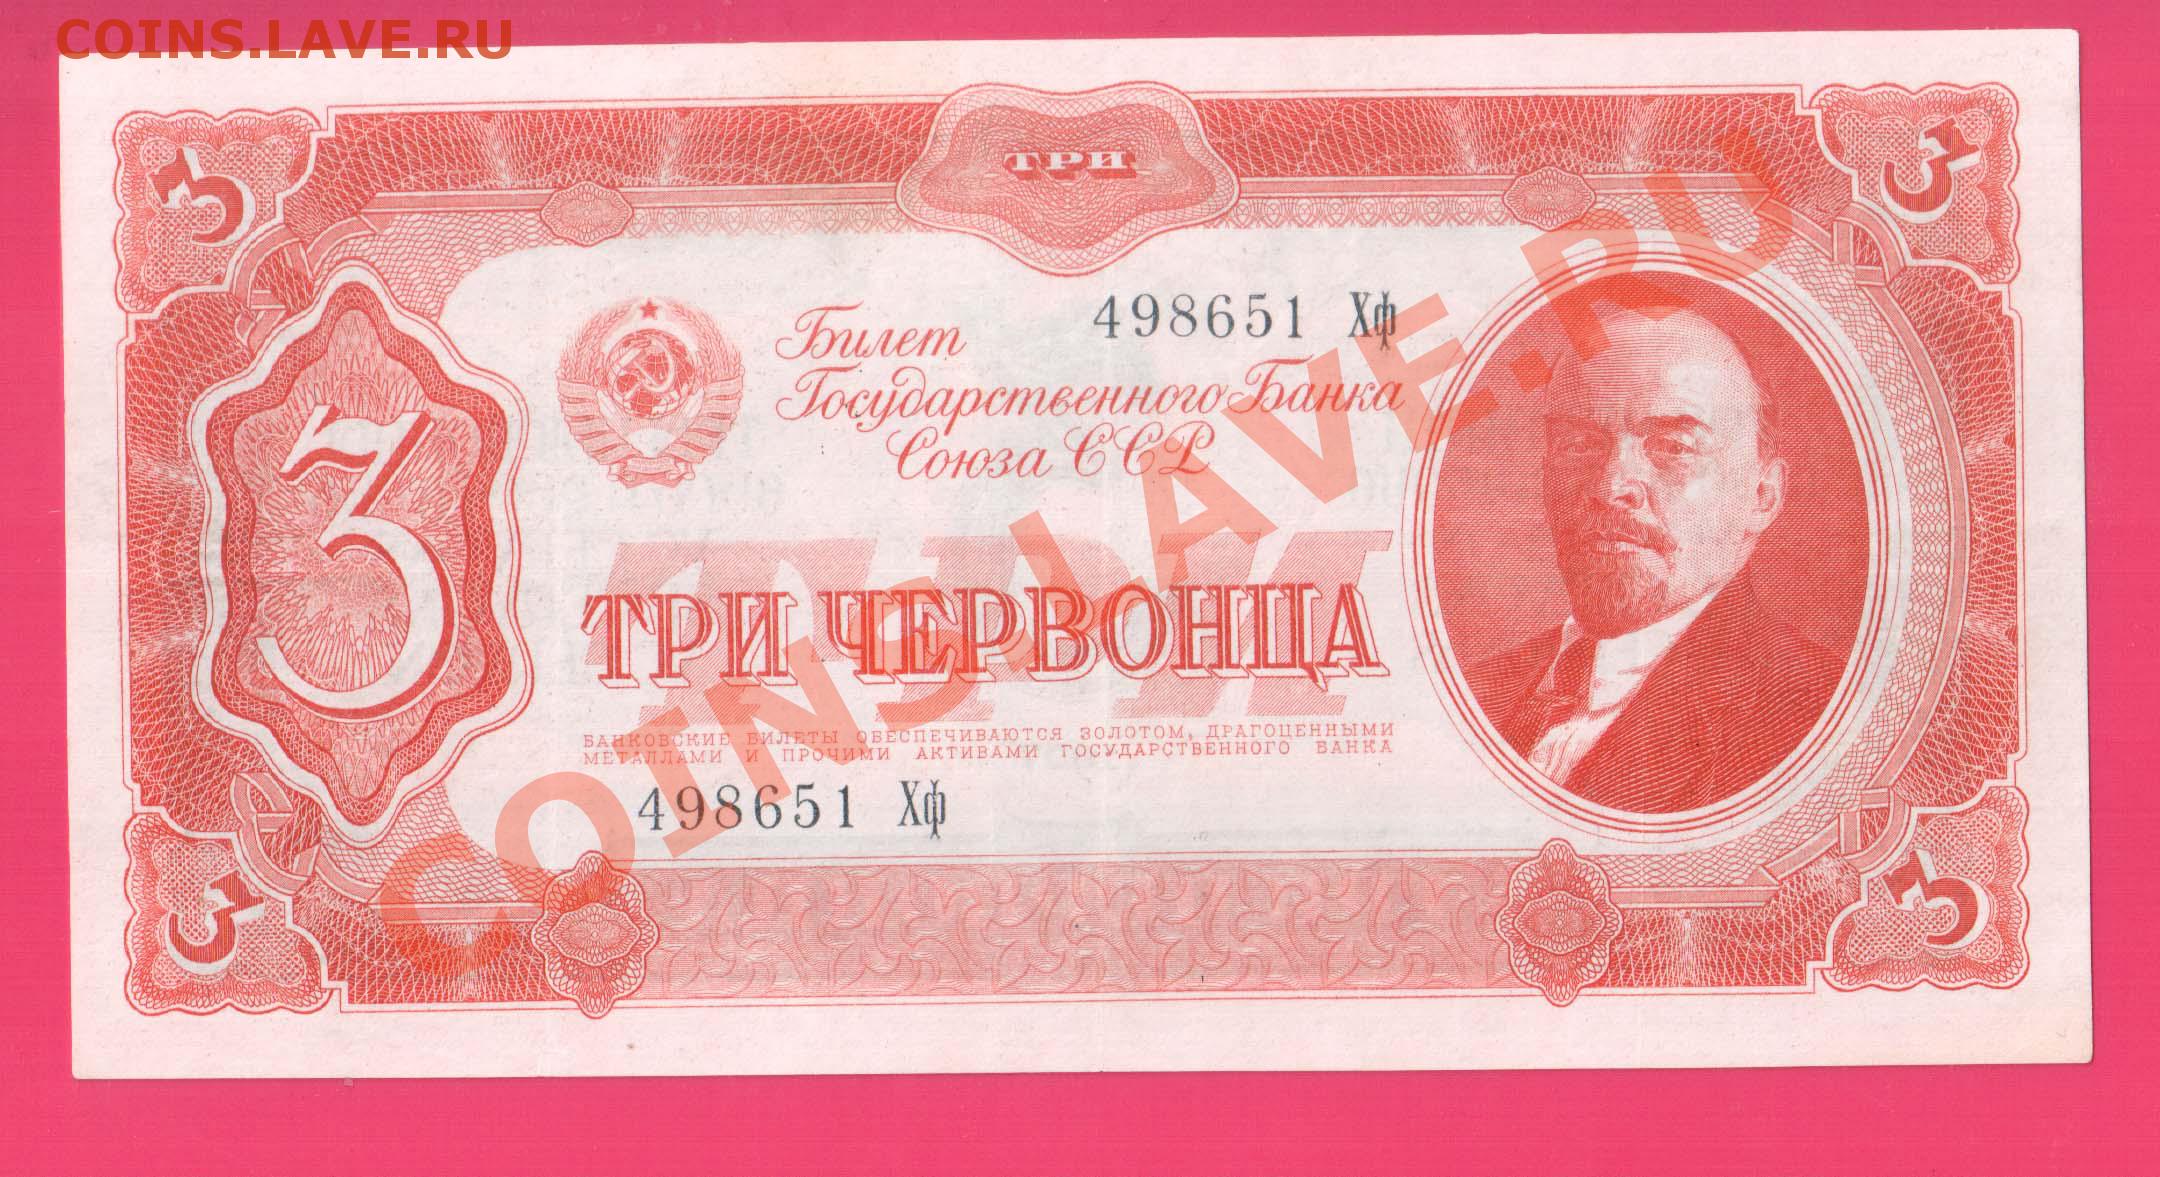 COINS.LAVE.RU
3
ТРИ
3
498651 Хф
Билет
Государственного Банка
Союза ССР
3
ТРИ
ТРИ ЧЕРВОНЦА
БАНКОВСКИЕ БИЛЕТЫ ОБЕСПЕЧИВАЮТСЯ ЗОЛОТОМ, ДРАГОЦЕННЫМИ
МЕТАЛЛАМИ И ПРОЧИМИ АКТИВАМИ ГОСУДАРСТВЕННОГО БАНКА
498651 Хф
3
3
COINS.LAVE.RU